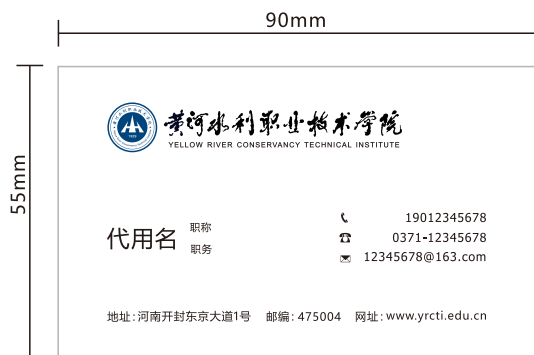 90mm
55mm
黄河水利职业技术学院
YELLOW RIVER CONSERVANCY TECHNICAL INSTITUTE
代用名
职称
职务
19012345678
0371-12345678
12345678@163.com
地址:河南开封东京大道1号 邮编: 475004 网址: www.yrcti.edu.cn